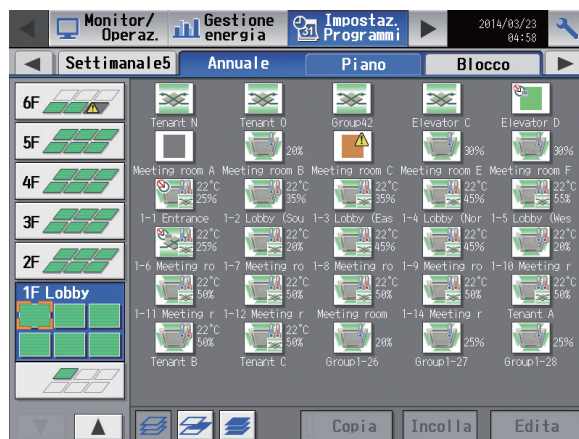 Monitor/ Operaz.
Gestione energia
31 Impostaz. Programmi
2014/03/23 04:58
Settimanale5 Annuale Piano Blocco
6F
5F
4F
3F
2F
1F Lobby
Tenant N Tenant O Group42 Elevator C Elevator D
20% 30% 30%
Meeting room A Meeting room B Meeting room C Meeting room E Meeting room F
22°C 22°C 22°C 22°C 22°C
25% 35% 35% 45% 55%
1-1 Entrance 1-2 Lobby (Sou 1-3 Lobby (Eas 1-4 Lobby (Nor 1-5 Lobby (Wes
22°C 22°C 22°C 22°C 22°C
25% 20% 45% 45% 20%
1-6 Meeting ro 1-7 Meeting ro 1-8 Meeting ro 1-9 Meeting ro 1-10 Meeting r
22°C 22°C 22°C 22°C 22°C
50% 50% 50% 50% 50%
1-11 Meeting r 1-12 Meeting r Meeting room 1-14 Meeting r Tenant A
22°C 22°C
50% 50% 20% 25% 25%
Tenant B Tenant C Group1-26 Group1-27 Group1-28
Copia Incolla Edita